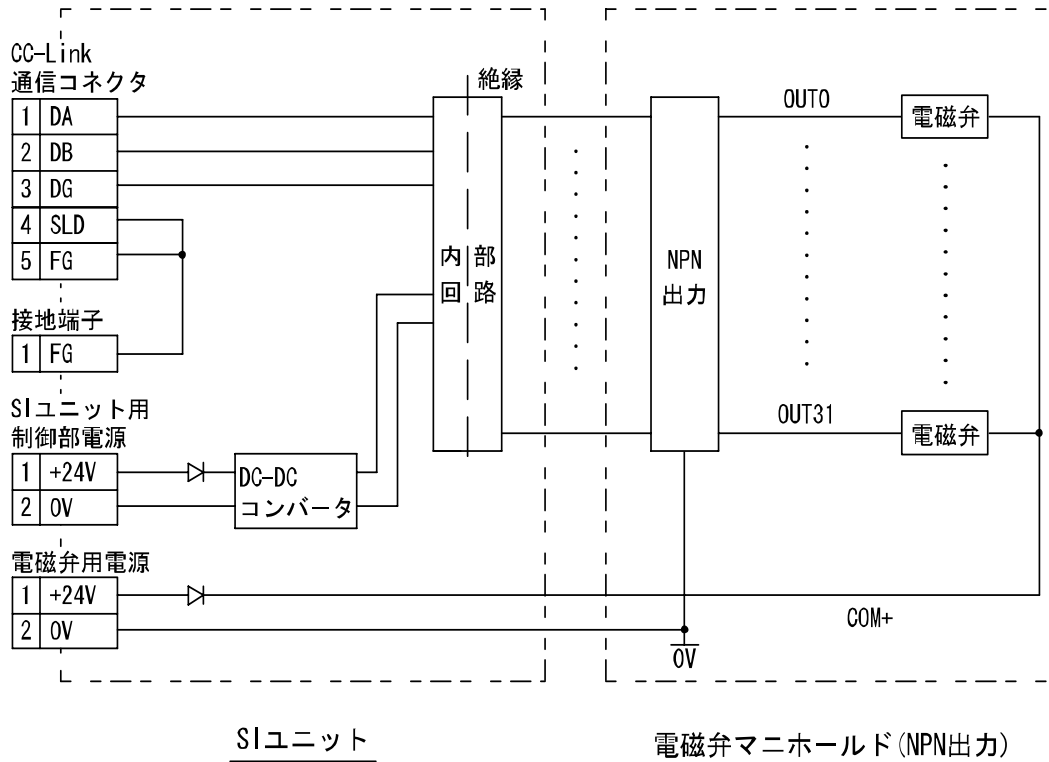 CC-Link
通信コネクタ
1 DA
2 DB
3 DG
4 SLD
5 FG
接地端子
1 FG
SIユニット用
制御部電源
1 +24V
2 0V
電磁弁用電源
1 +24V
2 0V
DC-DC
コンバータ
絶縁
内部
回路
NPN
出力
OUT0
電磁弁
OUT31
電磁弁
COM+
0V
SIユニット
電磁弁マニホールド(NPN出力)